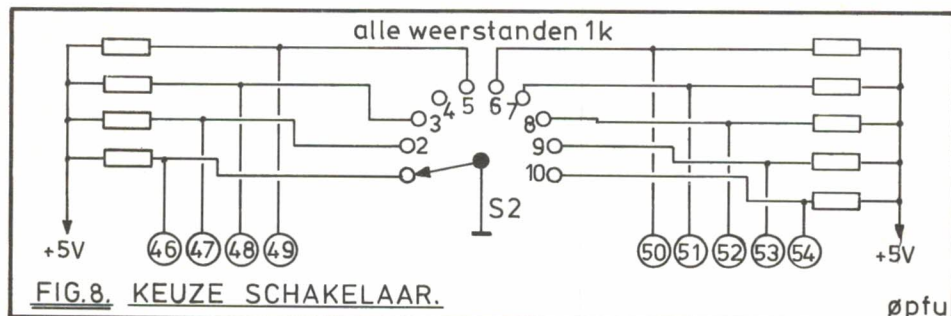 alle weerstanden 1k
4 5 6 7
3 8
2 9
10
S2
+5V 46 47 48 49 50 51 52 53 54 +5V
FIG.8. KEUZE SCHAKELAAR.
øpfy